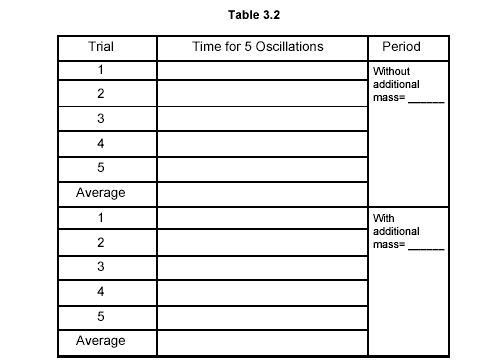 Table 3.2
Trial Time for 5 Oscillations Period
1
Without
additional
mass= ______
2
3
4
5
Average
1
With
additional
mass= ______
2
3
4
5
Average